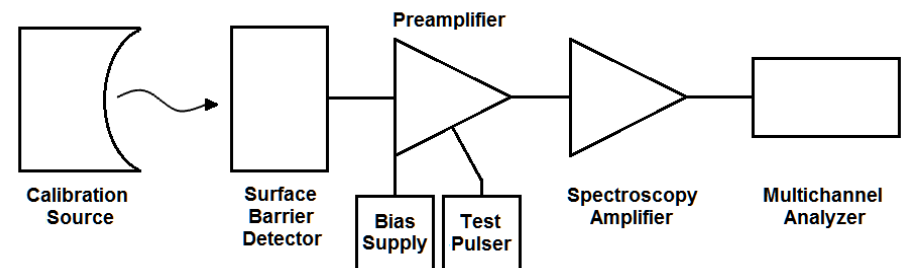 Preamplifier
Calibration
Source
Surface
Barrier
Detector
Bias
Supply
Test
Pulser
Spectroscopy
Amplifier
Multichannel
Analyzer